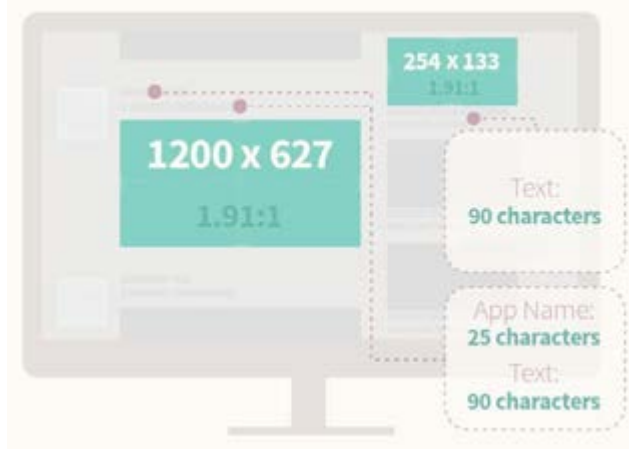 254 x 133
1.91:1
1200 x 627
1.91:1
Text:
90 characters
App Name:
25 characters
Text:
90 characters